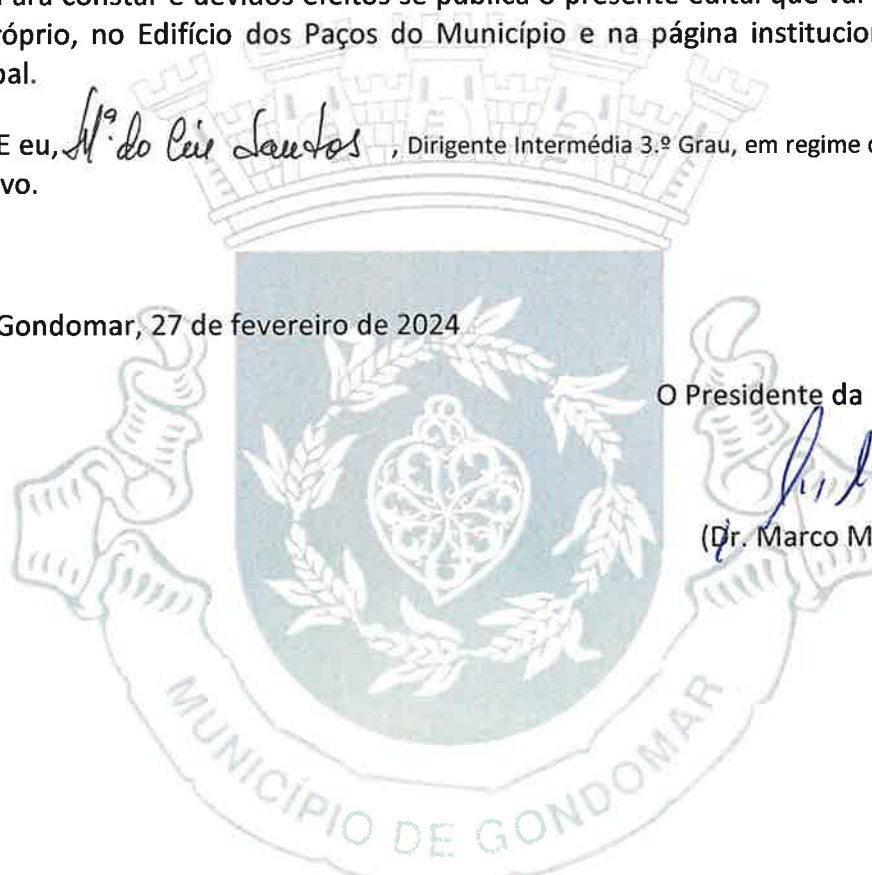 Para constar e devidos efeitos se publica o presente edital que vai
róprio, no Edifício dos Paços do Município e na página institucion
pal.
E eu, Mª do Céu Santos , Dirigente Intermédia 3.º Grau, em regime
vo.
Gondomar, 27 de fevereiro de 2024
O Presidente da
(Dr. Marco M
MUNICÍPIO DE GONDOMAR